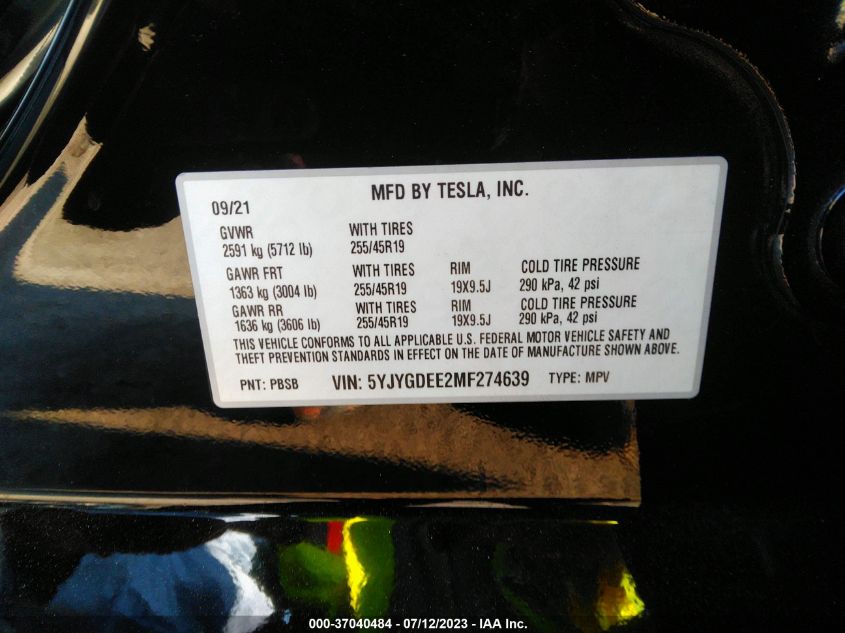 MFD BY TESLA, INC.
09/21
GVWR WITH TIRES
2591 kg (5712 lb) 255/45R19
GAWR FRT WITH TIRES RIM COLD TIRE PRESSURE
1363 kg (3004 lb) 255/45R19 19X9.5J 290 kPa, 42 psi
GAWR RR WITH TIRES RIM COLD TIRE PRESSURE
1636 kg (3606 lb) 255/45R19 19X9.5J 290 kPa, 42 psi
THIS VEHICLE CONFORMS TO ALL APPLICABLE U.S. FEDERAL MOTOR VEHICLE SAFETY AND
THEFT PREVENTION STANDARDS IN EFFECT ON THE DATE OF MANUFACTURE SHOWN ABOVE.
PNT: PBSB VIN: 5YJYGDEE2MF274639 TYPE: MPV
000-37040484 - 07/12/2023 - IAA Inc.